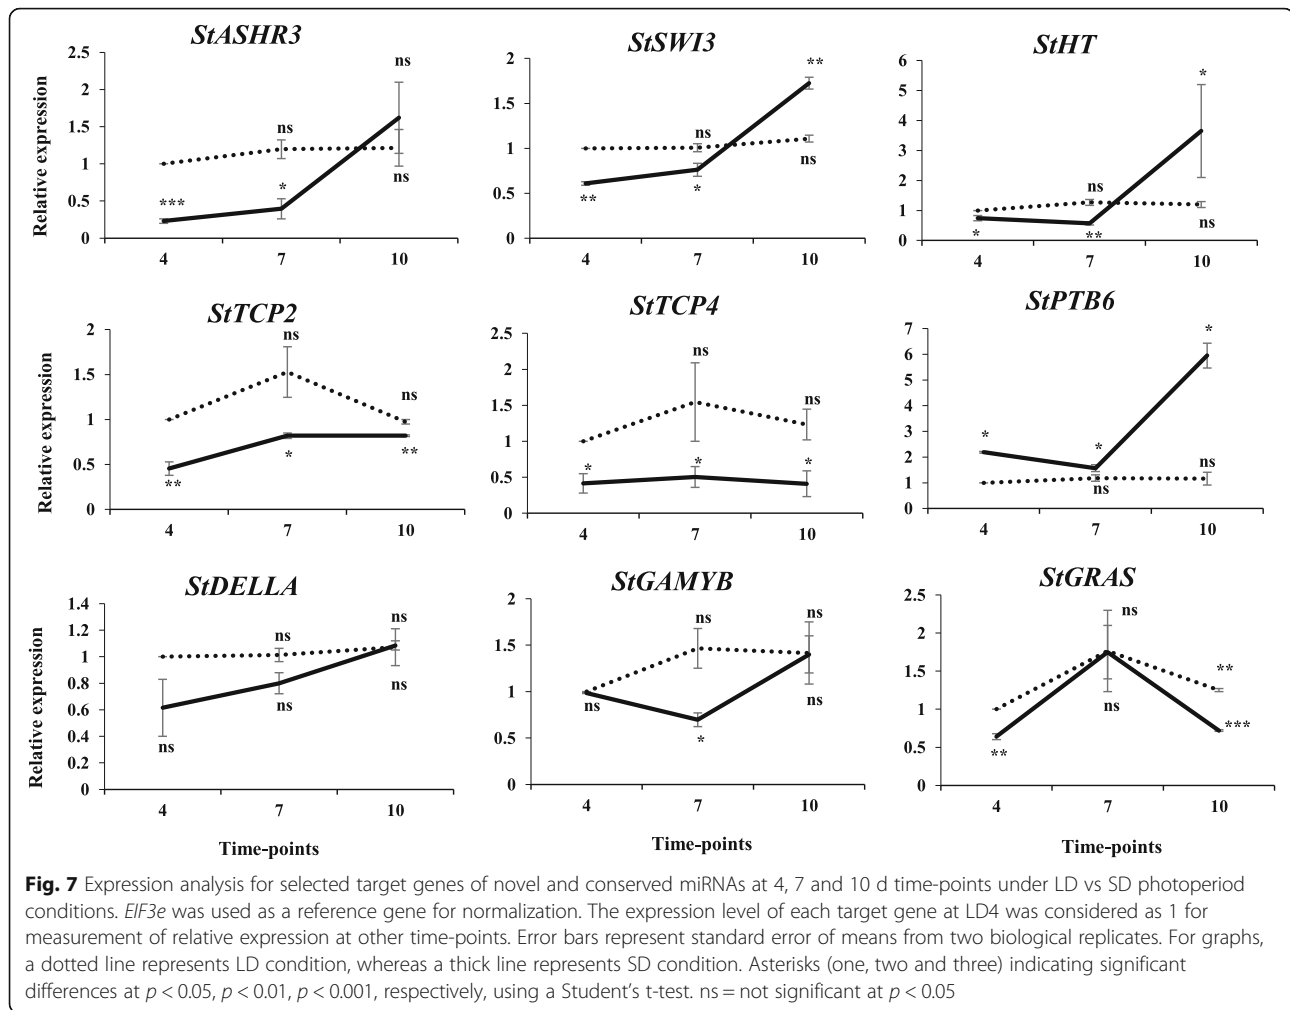 StASHR3
StSWI3
StHT
Relative expression
2.5
2
1.5
1
0.5
0
4
7
10
***
ns
*
ns
ns
2
1.5
1
0.5
0
4
7
10
**
ns
*
**
ns
6
5
4
3
2
1
0
4
7
10
*
ns
**
*
ns
StTCP2
StTCP4
StPTB6
Relative expression
2
1.5
1
0.5
0
4
7
10
**
ns
*
ns
**
2.5
2
1.5
1
0.5
0
4
7
10
*
ns
*
ns
*
7
6
5
4
3
2
1
0
4
7
10
*
*
ns
*
ns
StDELLA
StGAMYB
StGRAS
Relative expression
1.4
1.2
1
0.8
0.6
0.4
0.2
0
4
7
10
ns
ns
ns
ns
ns
Time-points
2
1.5
1
0.5
0
4
7
10
ns
ns
*
ns
ns
Time-points
2.5
2
1.5
1
0.5
0
4
7
10
**
ns
ns
**
***
Time-points
Fig. 7 Expression analysis for selected target genes of novel and conserved miRNAs at 4, 7 and 10 d time-points under LD vs SD photoperiod
conditions. EIF3e was used as a reference gene for normalization. The expression level of each target gene at LD4 was considered as 1 for
measurement of relative expression at other time-points. Error bars represent standard error of means from two biological replicates. For graphs,
a dotted line represents LD condition, whereas a thick line represents SD condition. Asterisks (one, two and three) indicating significant
differences at p < 0.05, p < 0.01, p < 0.001, respectively, using a Student's t-test. ns = not significant at p < 0.05